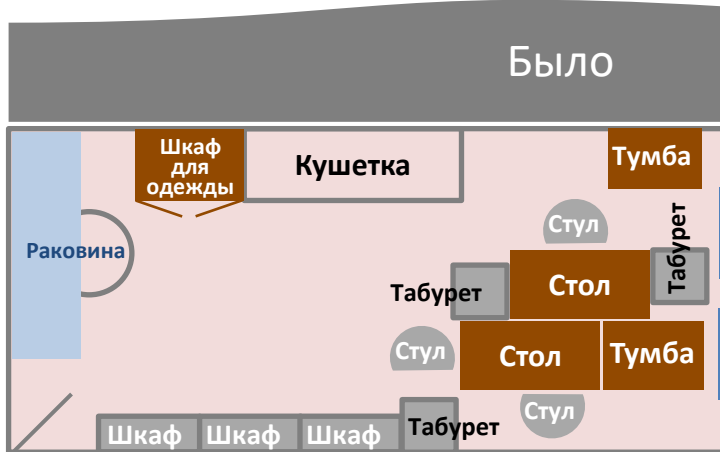 Было
Шкаф
для
одежды
Кушетка
Тумба
Раковина
Стул
Табурет
Табурет
Стол
Стул
Стол
Тумба
Стул
Шкаф
Шкаф
Шкаф
Табурет